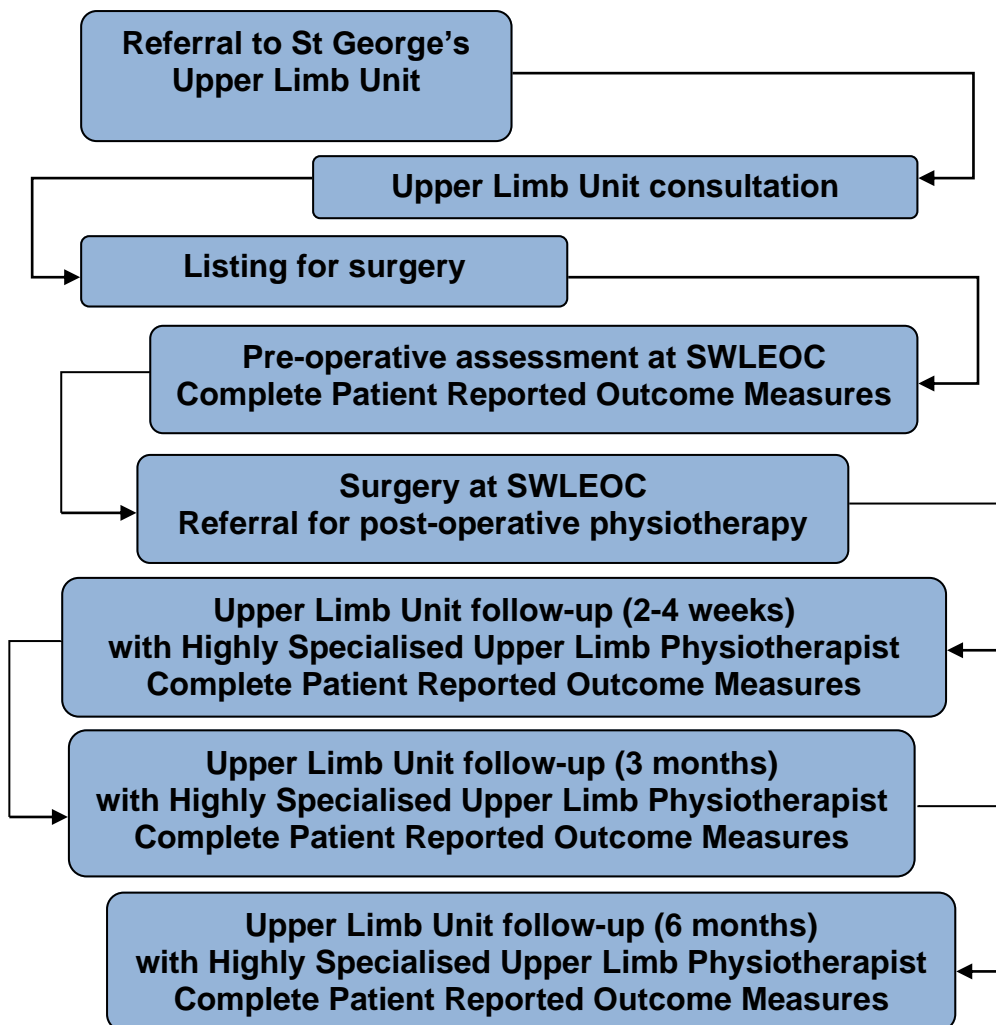 Referral to St George's
Upper Limb Unit
Upper Limb Unit consultation
Listing for surgery
Pre-operative assessment at SWLEOC
Complete Patient Reported Outcome Measures
Surgery at SWLEOC
Referral for post-operative physiotherapy
Upper Limb Unit follow-up (2-4 weeks)
with Highly Specialised Upper Limb Physiotherapist
Complete Patient Reported Outcome Measures
Upper Limb Unit follow-up (3 months)
with Highly Specialised Upper Limb Physiotherapist
Complete Patient Reported Outcome Measures
Upper Limb Unit follow-up (6 months)
with Highly Specialised Upper Limb Physiotherapist
Complete Patient Reported Outcome Measures